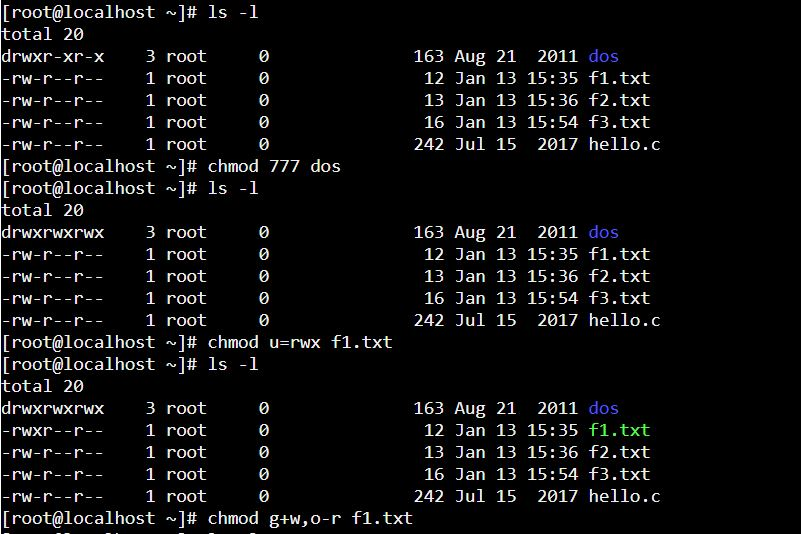 [root@localhost ~]# ls -l
total 20
drwxr-xr-x    3 root     0              163 Aug 21  2011 dos
-rw-r--r--    1 root     0               12 Jan 13 15:35 f1.txt
-rw-r--r--    1 root     0               13 Jan 13 15:36 f2.txt
-rw-r--r--    1 root     0               16 Jan 13 15:54 f3.txt
-rw-r--r--    1 root     0              242 Jul 15  2017 hello.c
[root@localhost ~]# chmod 777 dos
[root@localhost ~]# ls -l
total 20
drwxrwxrwx    3 root     0              163 Aug 21  2011 dos
-rw-r--r--    1 root     0               12 Jan 13 15:35 f1.txt
-rw-r--r--    1 root     0               13 Jan 13 15:36 f2.txt
-rw-r--r--    1 root     0               16 Jan 13 15:54 f3.txt
-rw-r--r--    1 root     0              242 Jul 15  2017 hello.c
[root@localhost ~]# chmod u=rwx f1.txt
[root@localhost ~]# ls -l
total 20
drwxrwxrwx    3 root     0              163 Aug 21  2011 dos
-rwxr--r--    1 root     0               12 Jan 13 15:35 f1.txt
-rw-r--r--    1 root     0               13 Jan 13 15:36 f2.txt
-rw-r--r--    1 root     0               16 Jan 13 15:54 f3.txt
-rw-r--r--    1 root     0              242 Jul 15  2017 hello.c
[root@localhost ~]# chmod g+w,o-r f1.txt